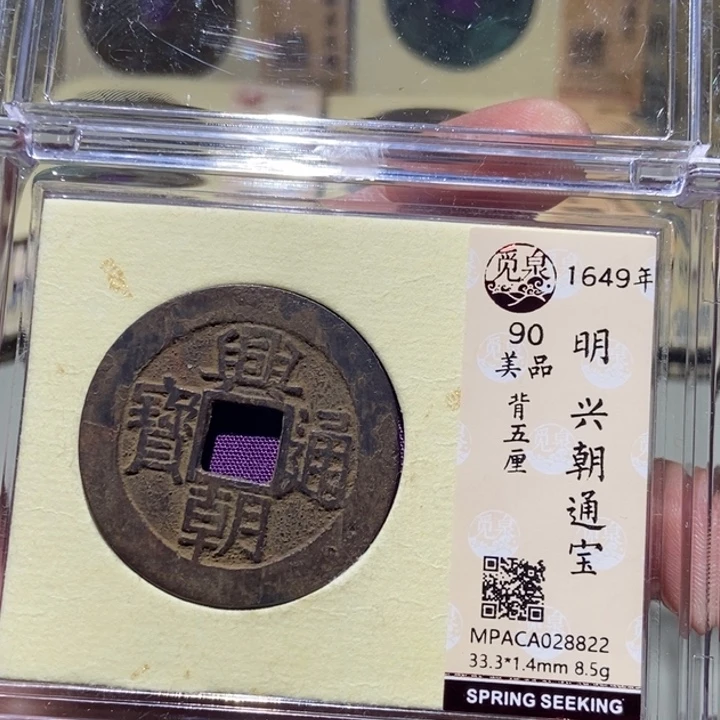 興朝通寶
觅泉
1649年
90
美品
背五厘
明兴朝通宝
MPACA028822
33.3*1.4mm 8.5g
SPRING SEEKING